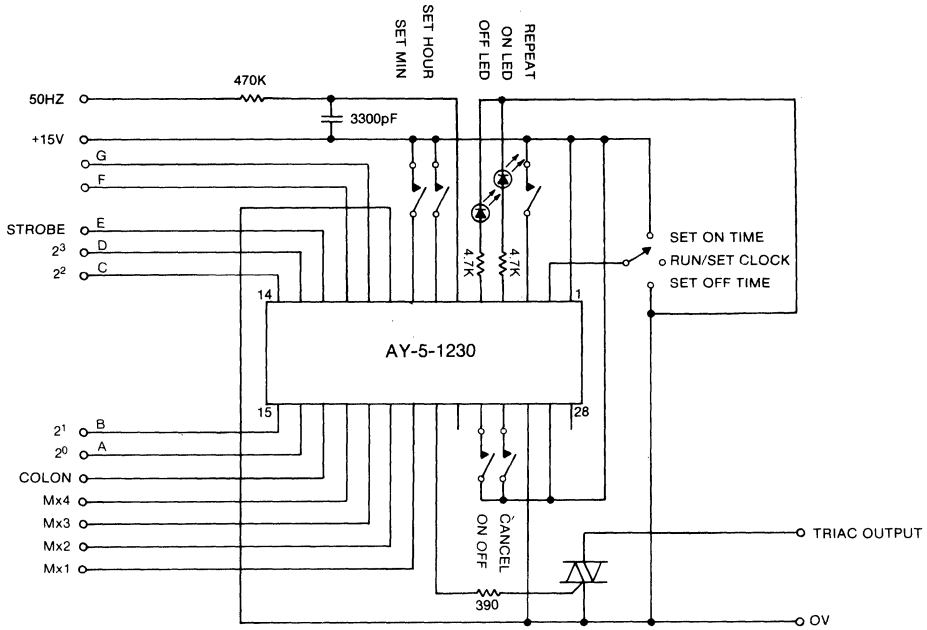 SET MIN
SET HOUR
OFF LED
ON LED
REPEAT
470K
50HZ
3300pF
+15V
G
F
STROBE E
2³ D
2² C
4.7K
4.7K
SET ON TIME
RUN/SET CLOCK
SET OFF TIME
14
1
AY-5-1230
15
28
2¹ B
2⁰ A
COLON
Mx4
Mx3
Mx2
Mx1
ON OFF
CANCEL
TRIAC OUTPUT
390
OV